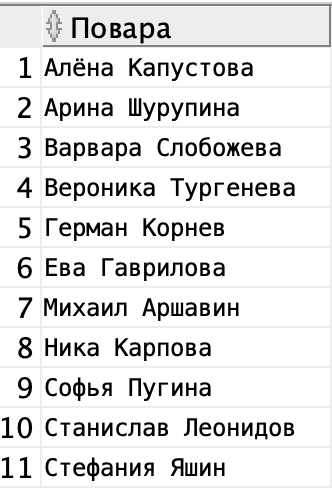 Повара
1 Алёна Капустова
2 Арина Шурупина
3 Варвара Слобожева
4 Вероника Тургенева
5 Герман Корнев
6 Ева Гаврилова
7 Михаил Аршавин
8 Ника Карпова
9 Софья Пугина
10 Станислав Леонидов
11 Стефания Яшин